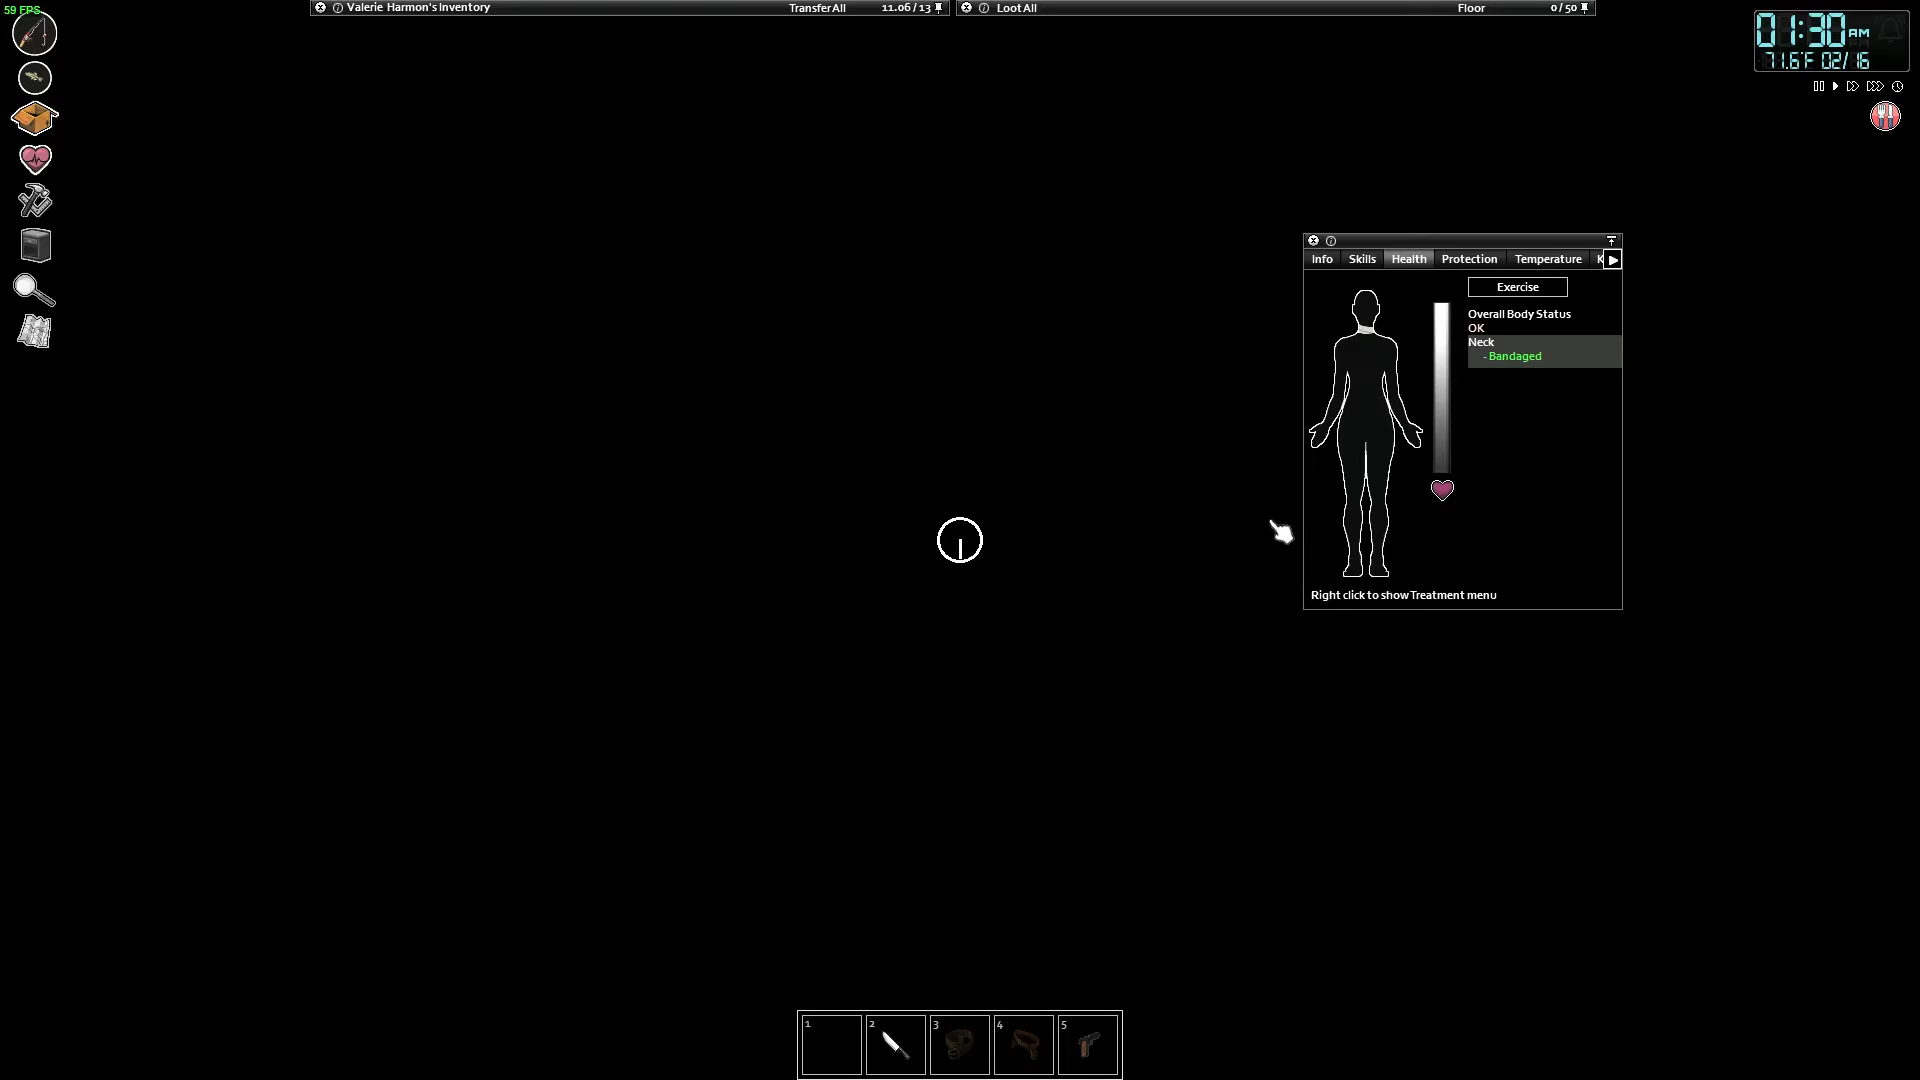 59 FPS
Valerie Harmon's Inventory Transfer All 11.06 / 13
Loot All Floor 0 / 50
01:30 AM
71.6°F 02/16
Info Skills Health Protection Temperature K
Exercise
Overall Body Status
OK
Neck
- Bandaged
Right click to show Treatment menu
1 2 3 4 5